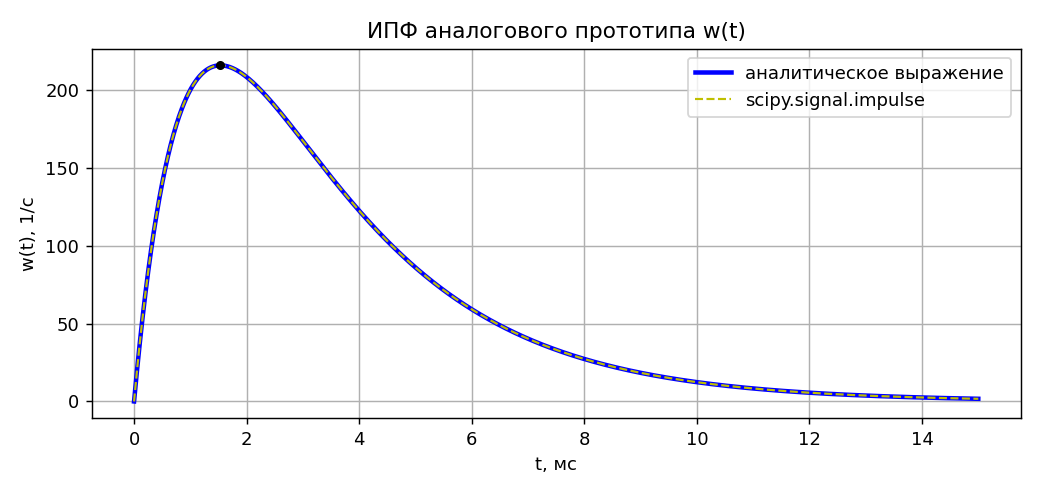 ИПФ аналогового прототипа w(t)
аналитическое выражение
scipy.signal.impulse
w(t), 1/с
200
150
100
50
0
0 2 4 6 8 10 12 14
t, мс